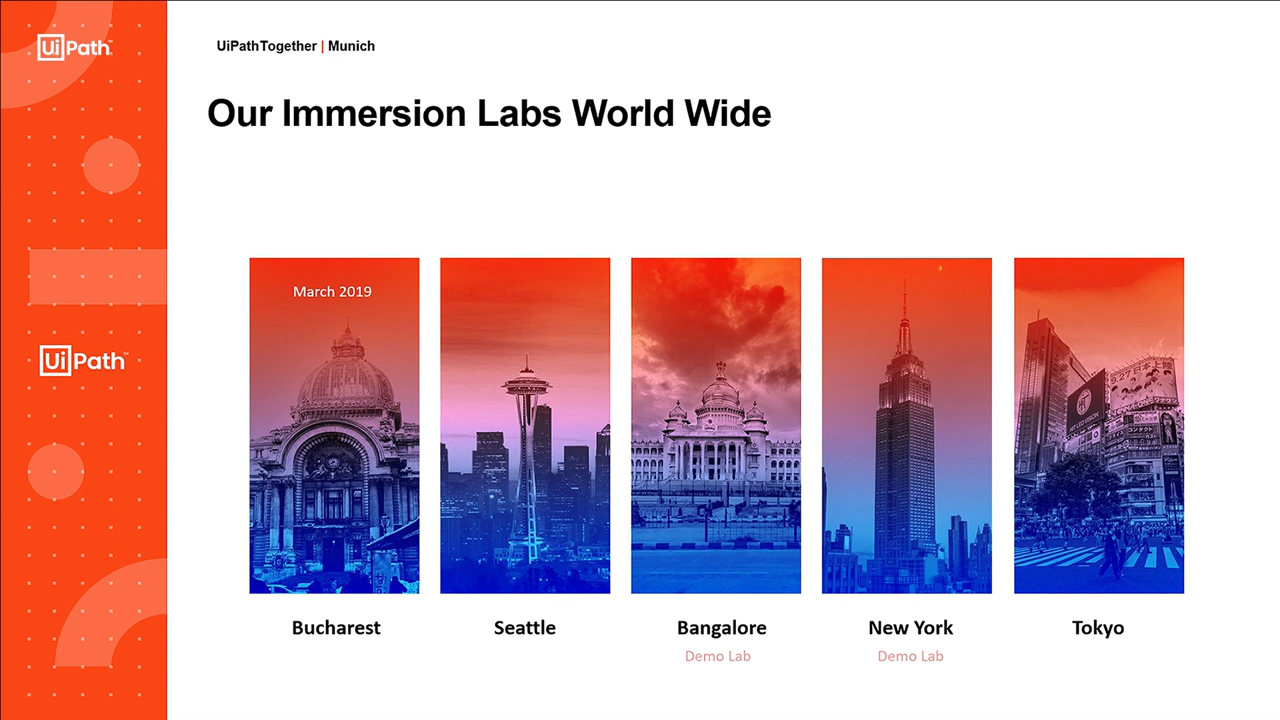 UiPath
UiPathTogether | Munich
Our Immersion Labs World Wide
March 2019
UiPath
Bucharest
Seattle
Bangalore
New York
Tokyo
Demo Lab
Demo Lab